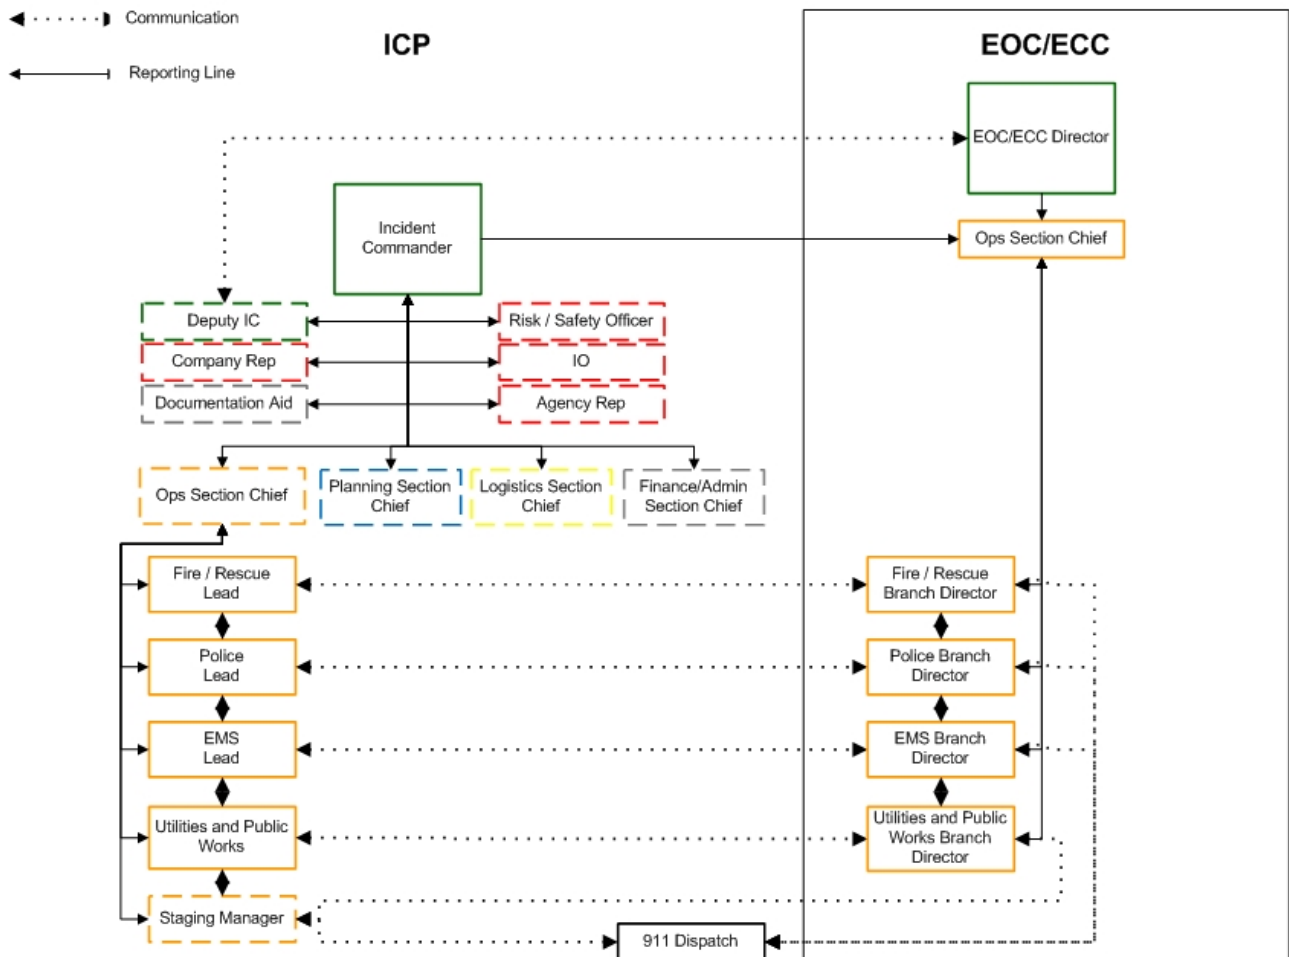 Communication
Reporting Line
ICP
EOC/ECC
EOC/ECC Director
Incident
Commander
Ops Section Chief
Deputy IC
Risk / Safety Officer
Company Rep
IO
Documentation Aid
Agency Rep
Ops Section Chief
Planning Section
Chief
Logistics Section
Chief
Finance/Admin
Section Chief
Fire / Rescue
Lead
Fire / Rescue
Branch Director
Police
Lead
Police Branch
Director
EMS
Lead
EMS Branch
Director
Utilities and Public
Works
Utilities and Public
Works Branch
Director
Staging Manager
911 Dispatch